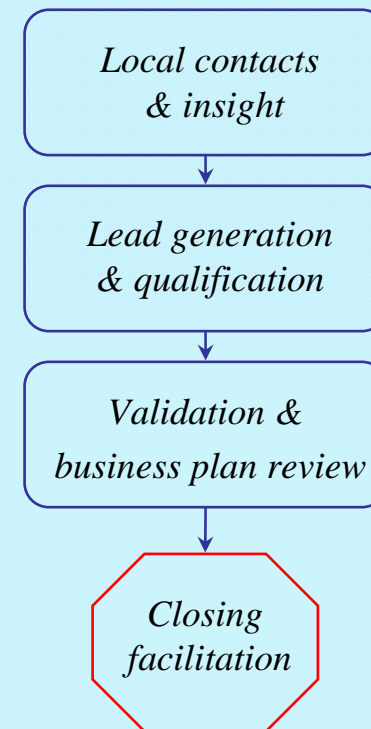 Local contacts
& insight
Lead generation
& qualification
Validation &
business plan review
Closing
facilitation